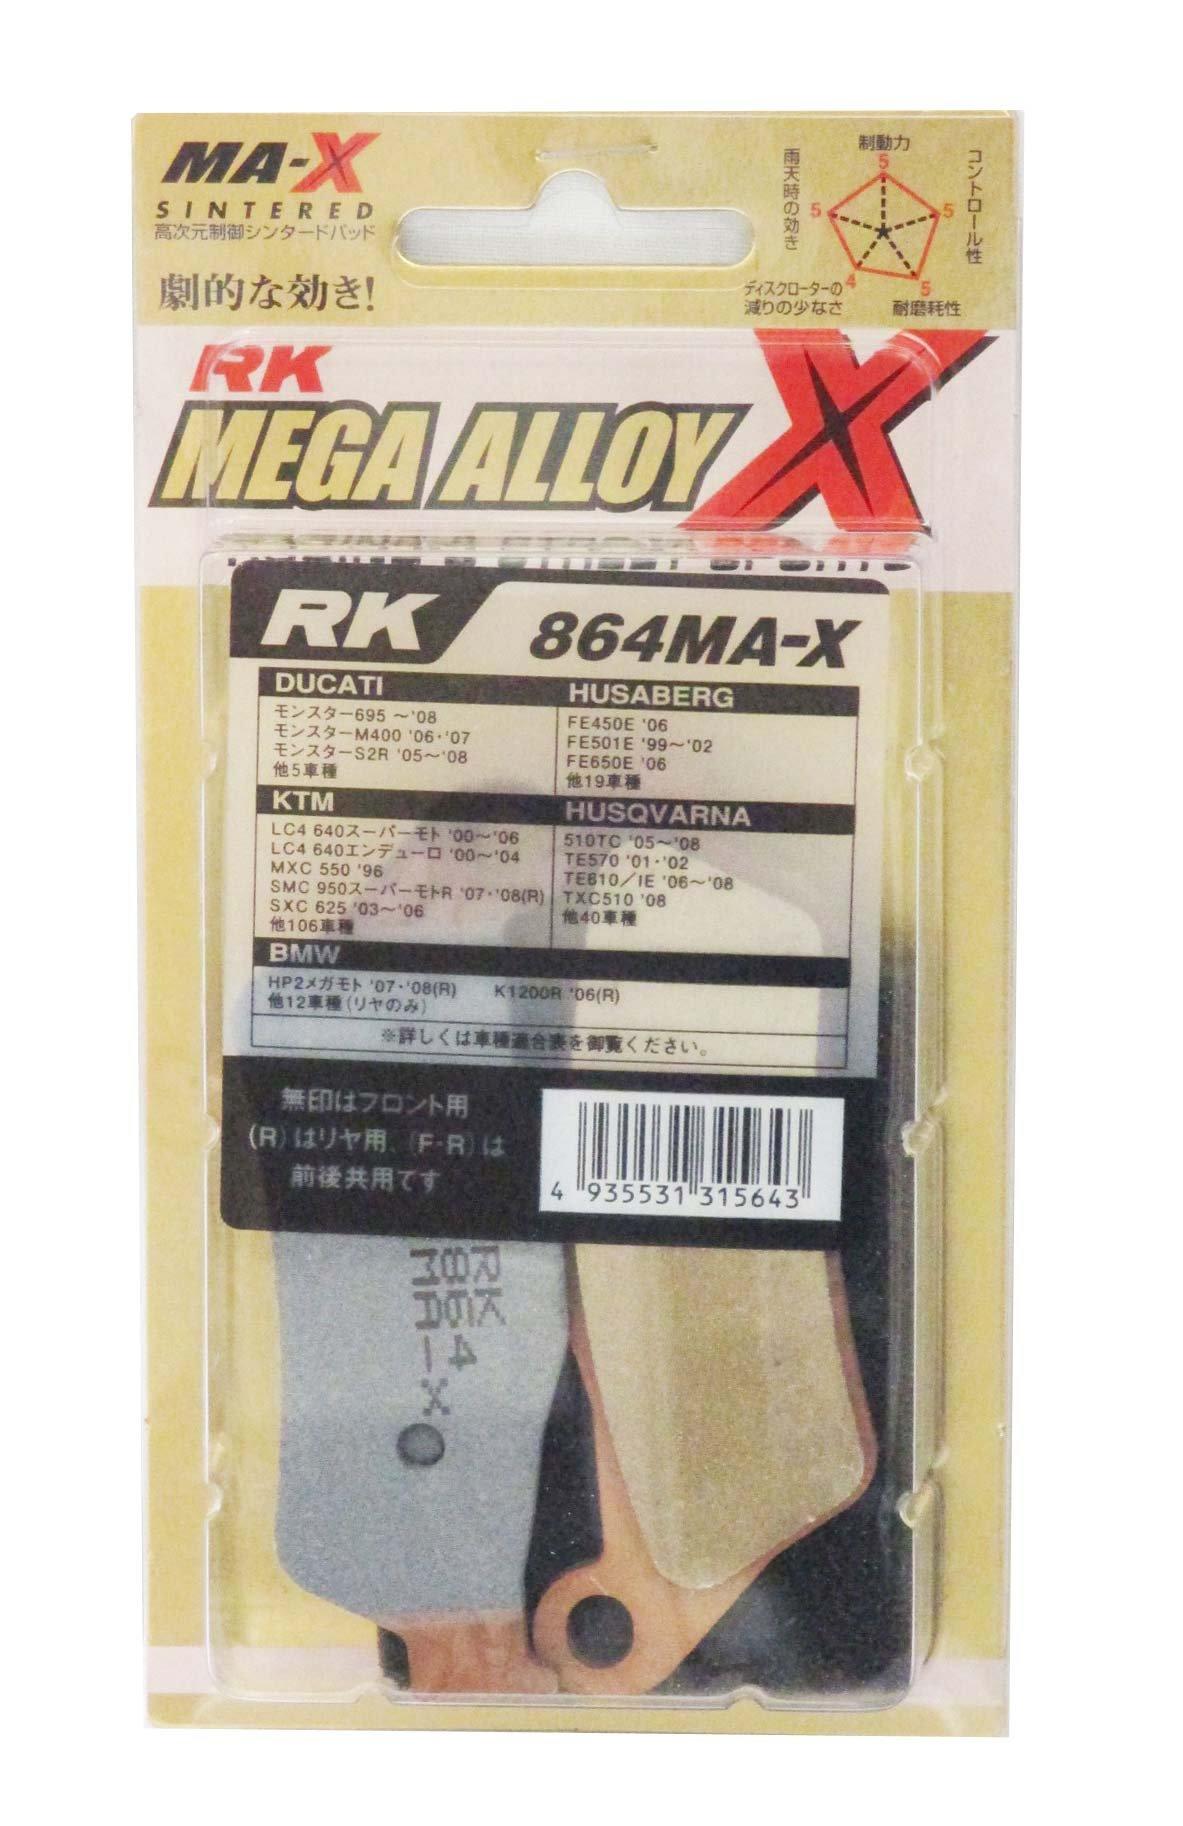 MA-X
SINTERED
高次元制御シンタードパッド
劇的な効き!
制動力
5
コントロール性
5
耐磨耗性
5
ディスクローターの
減りの少なさ
4
雨天時の効き
5
RK
MEGA ALLOY X
RK
864MA-X
DUCATI
モンスター695 ～'08
モンスターM400 '06・'07
モンスターS2R '05～'08
他5車種
HUSABERG
FE450E '06
FE501E '99～'02
FE650E '06
他19車種
KTM
LC4 640スーパーモト '00～'06
LC4 640エンデューロ '00～'04
MXC 550 '96
SMC 950スーパーモトR '07・'08(R)
SXC 625 '03～'06
他106車種
HUSQVARNA
510TC '05～'08
TE570 '01・'02
TE610／IE '06～'08
TXC510 '08
他40車種
BMW
HP2メガモト '07・'08(R) K1200R '06(R)
他12車種(リヤのみ)
※詳しくは車種適合表を御覧ください。
無印はフロント用
(R)はリヤ用、(F-R)は
前後共用です
4 935531 315643
RK
864
MA-X